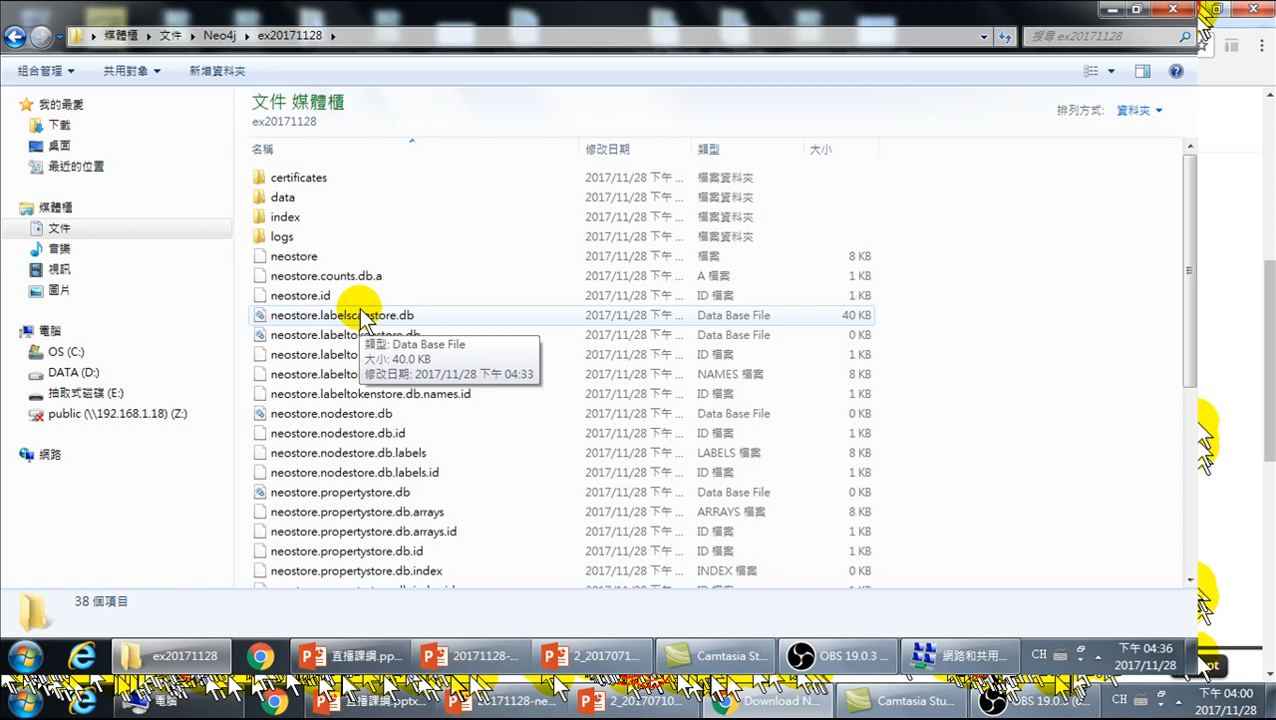 媒體櫃 ▸ 文件 ▸ Neo4j ▸ ex20171128 ▸
搜尋 ex20171128
組合管理 ▼ 共用對象 ▼ 新增資料夾
文件 媒體櫃
ex20171128
排列方式: 資料夾 ▼
名稱 修改日期 類型 大小
我的最愛
下載
桌面
最近的位置
媒體櫃
文件
音樂
視訊
圖片
電腦
OS (C:)
DATA (D:)
抽取式磁碟 (E:)
public (\\192.168.1.18) (Z:)
網路
certificates 2017/11/28 下午 ... 檔案資料夾
data 2017/11/28 下午 ... 檔案資料夾
index 2017/11/28 下午 ... 檔案資料夾
logs 2017/11/28 下午 ... 檔案資料夾
neostore 2017/11/28 下午 ... 檔案 8 KB
neostore.counts.db.a 2017/11/28 下午 ... A 檔案 1 KB
neostore.id 2017/11/28 下午 ... ID 檔案 1 KB
neostore.labelscanstore.db 2017/11/28 下午 ... Data Base File 40 KB
2017/11/28 下午 ... Data Base File 0 KB
neostore.labelto 2017/11/28 下午 ... ID 檔案 1 KB
neostore.labelto 2017/11/28 下午 ... NAMES 檔案 8 KB
neostore.labeltokenstore.db.names.id 2017/11/28 下午 ... ID 檔案 1 KB
neostore.nodestore.db 2017/11/28 下午 ... Data Base File 0 KB
neostore.nodestore.db.id 2017/11/28 下午 ... ID 檔案 1 KB
neostore.nodestore.db.labels 2017/11/28 下午 ... LABELS 檔案 8 KB
neostore.nodestore.db.labels.id 2017/11/28 下午 ... ID 檔案 1 KB
neostore.propertystore.db 2017/11/28 下午 ... Data Base File 0 KB
neostore.propertystore.db.arrays 2017/11/28 下午 ... ARRAYS 檔案 8 KB
neostore.propertystore.db.arrays.id 2017/11/28 下午 ... ID 檔案 1 KB
neostore.propertystore.db.id 2017/11/28 下午 ... ID 檔案 1 KB
neostore.propertystore.db.index 2017/11/28 下午 ... INDEX 檔案 8 KB
類型: Data Base File
大小: 40.0 KB
修改日期: 2017/11/28 下午 04:33
38 個項目
ex20171128 直播課綱.pp... 20171128-... 2_2017071... Camtasia St... OBS 19.0.3 ... 網路和共用... CH 下午 04:36
2017/11/28
電腦 直播課綱.pptx... 20171128-ne... 2_20170710... Download N... Camtasia Stu... OBS 19.0.3 (6... CH 下午 04:00
2017/11/28